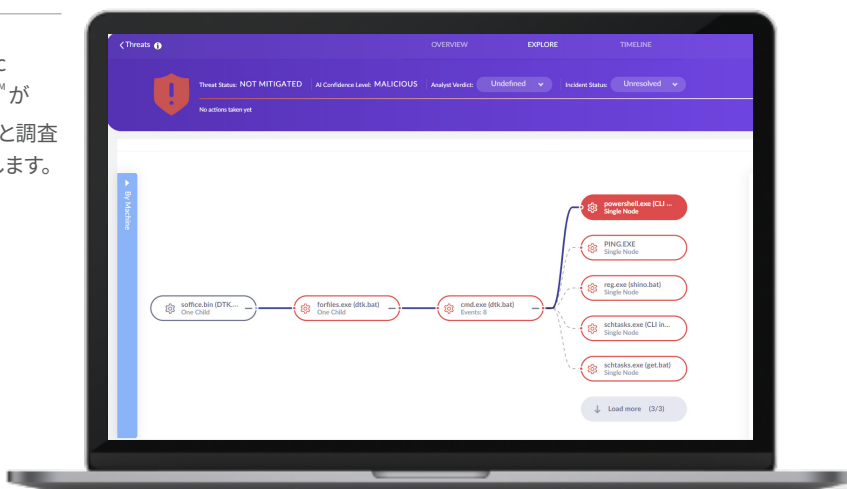 c
™が
と調査
します。
Threats
OVERVIEW
EXPLORE
TIMELINE
Threat Status: NOT MITIGATED
AI Confidence Level: MALICIOUS
Analyst Verdict:
Undefined
Incident Status:
Unresolved
No actions taken yet
By Machine
soffice.bin (DTK....
One Child
forfiles.exe (dtk.bat)
One Child
cmd.exe (dtk.bat)
Events: 8
powershell.exe (CLI ...
Single Node
PING.EXE
Single Node
reg.exe (shino.bat)
Single Node
schtasks.exe (CLI in...
Single Node
schtasks.exe (get.bat)
Single Node
Load more (3/3)